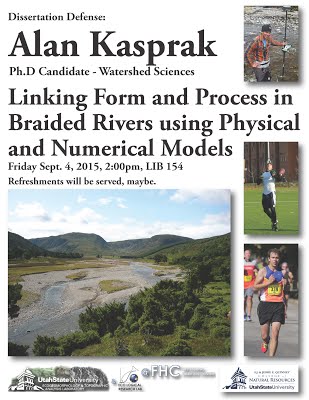 Dissertation Defense:
Alan Kasprak
Ph.D Candidate - Watershed Sciences
Linking Form and Process in
Braided Rivers using Physical
and Numerical Models
Friday Sept. 4, 2015, 2:00pm, LIB 154
Refreshments will be served, maybe.
UtahStateUniversity
FHC
NATURAL RESOURCES
UtahStateUniversity